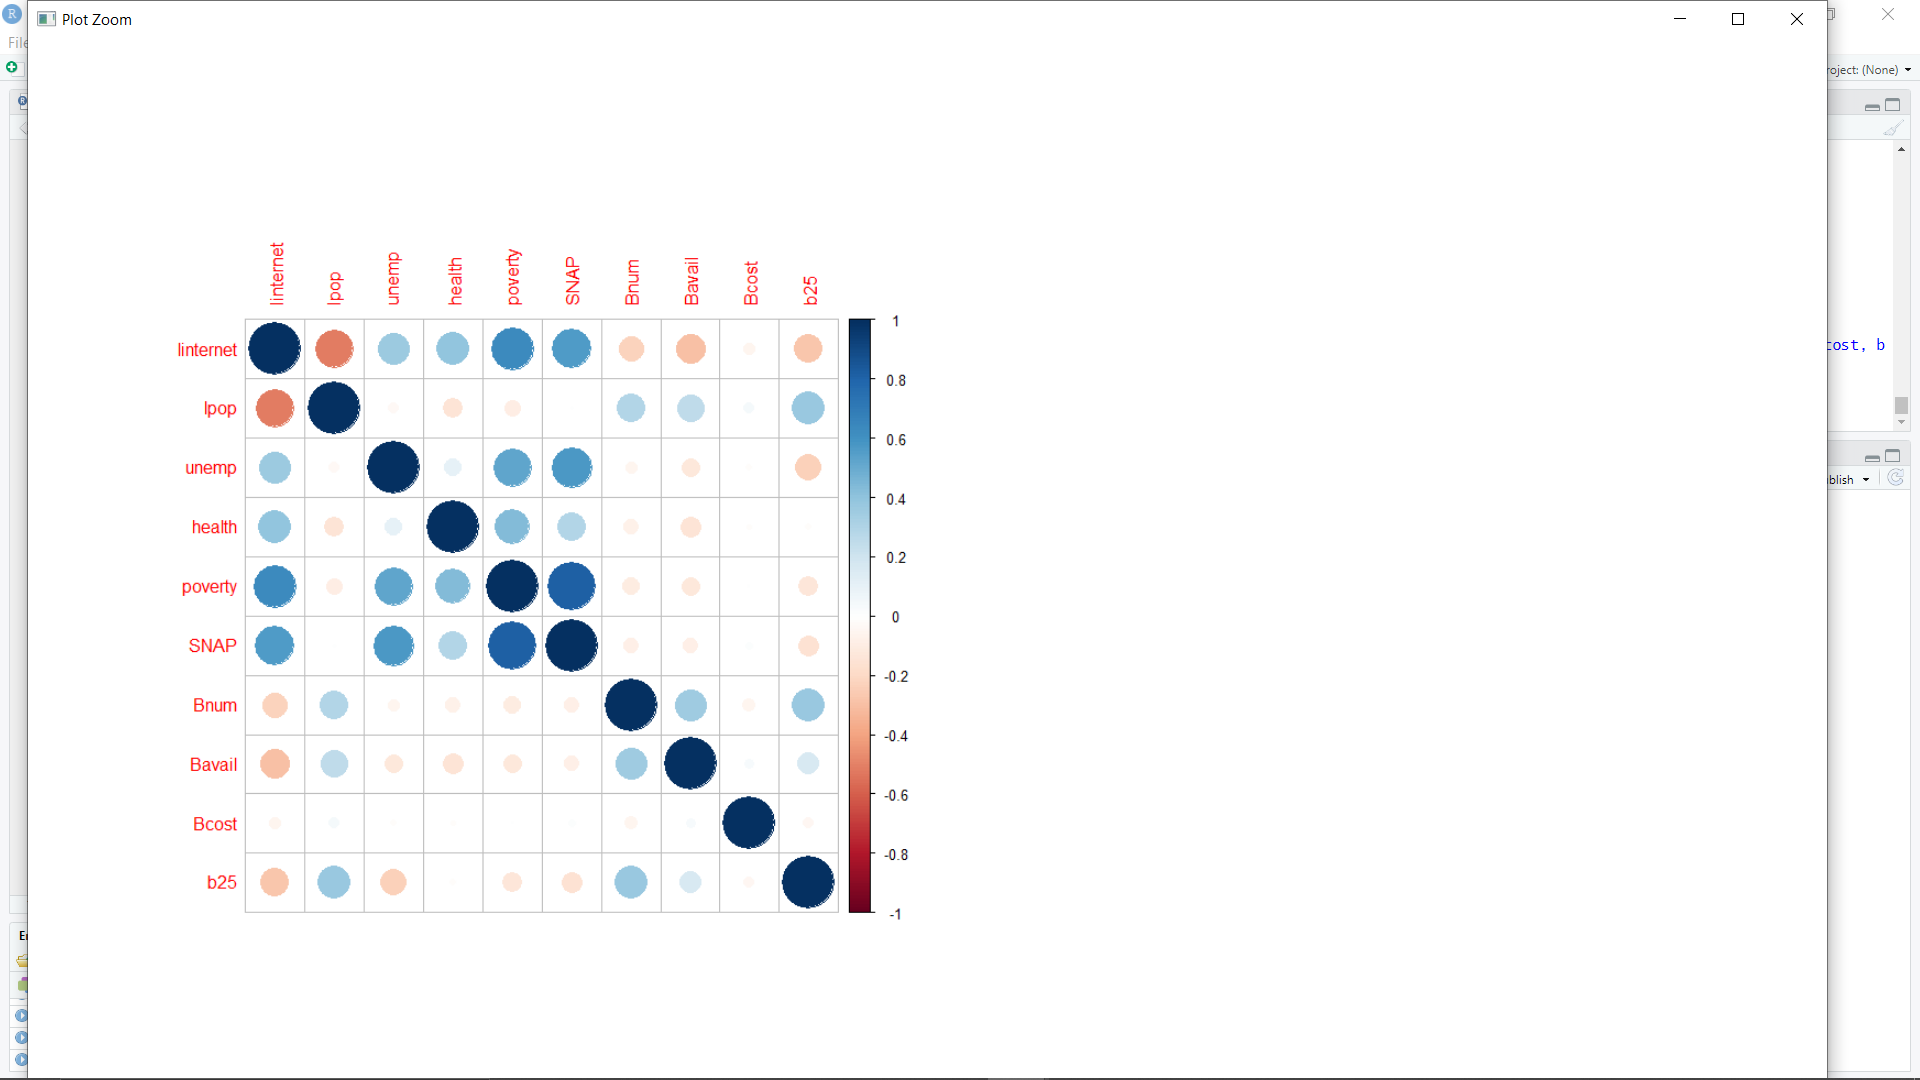 R
Plot Zoom
File
roject: (None)
linternet
lpop
unemp
health
poverty
SNAP
Bnum
Bavail
Bcost
b25
linternet
lpop
unemp
health
poverty
SNAP
Bnum
Bavail
Bcost
b25
1
0.8
0.6
0.4
0.2
0
-0.2
-0.4
-0.6
-0.8
-1
cost, b
blish